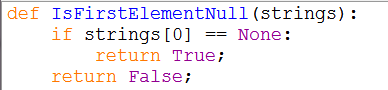 def IsFirstElementNull(strings):
    if strings[0] == None:
        return True;
    return False;